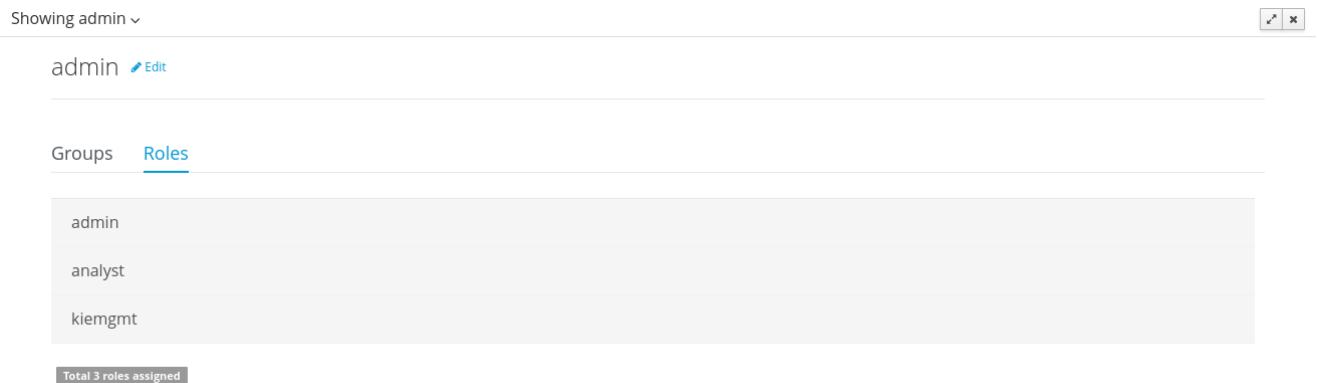 Showing admin
admin Edit
Groups Roles
admin
analyst
kiemgmt
Total 3 roles assigned